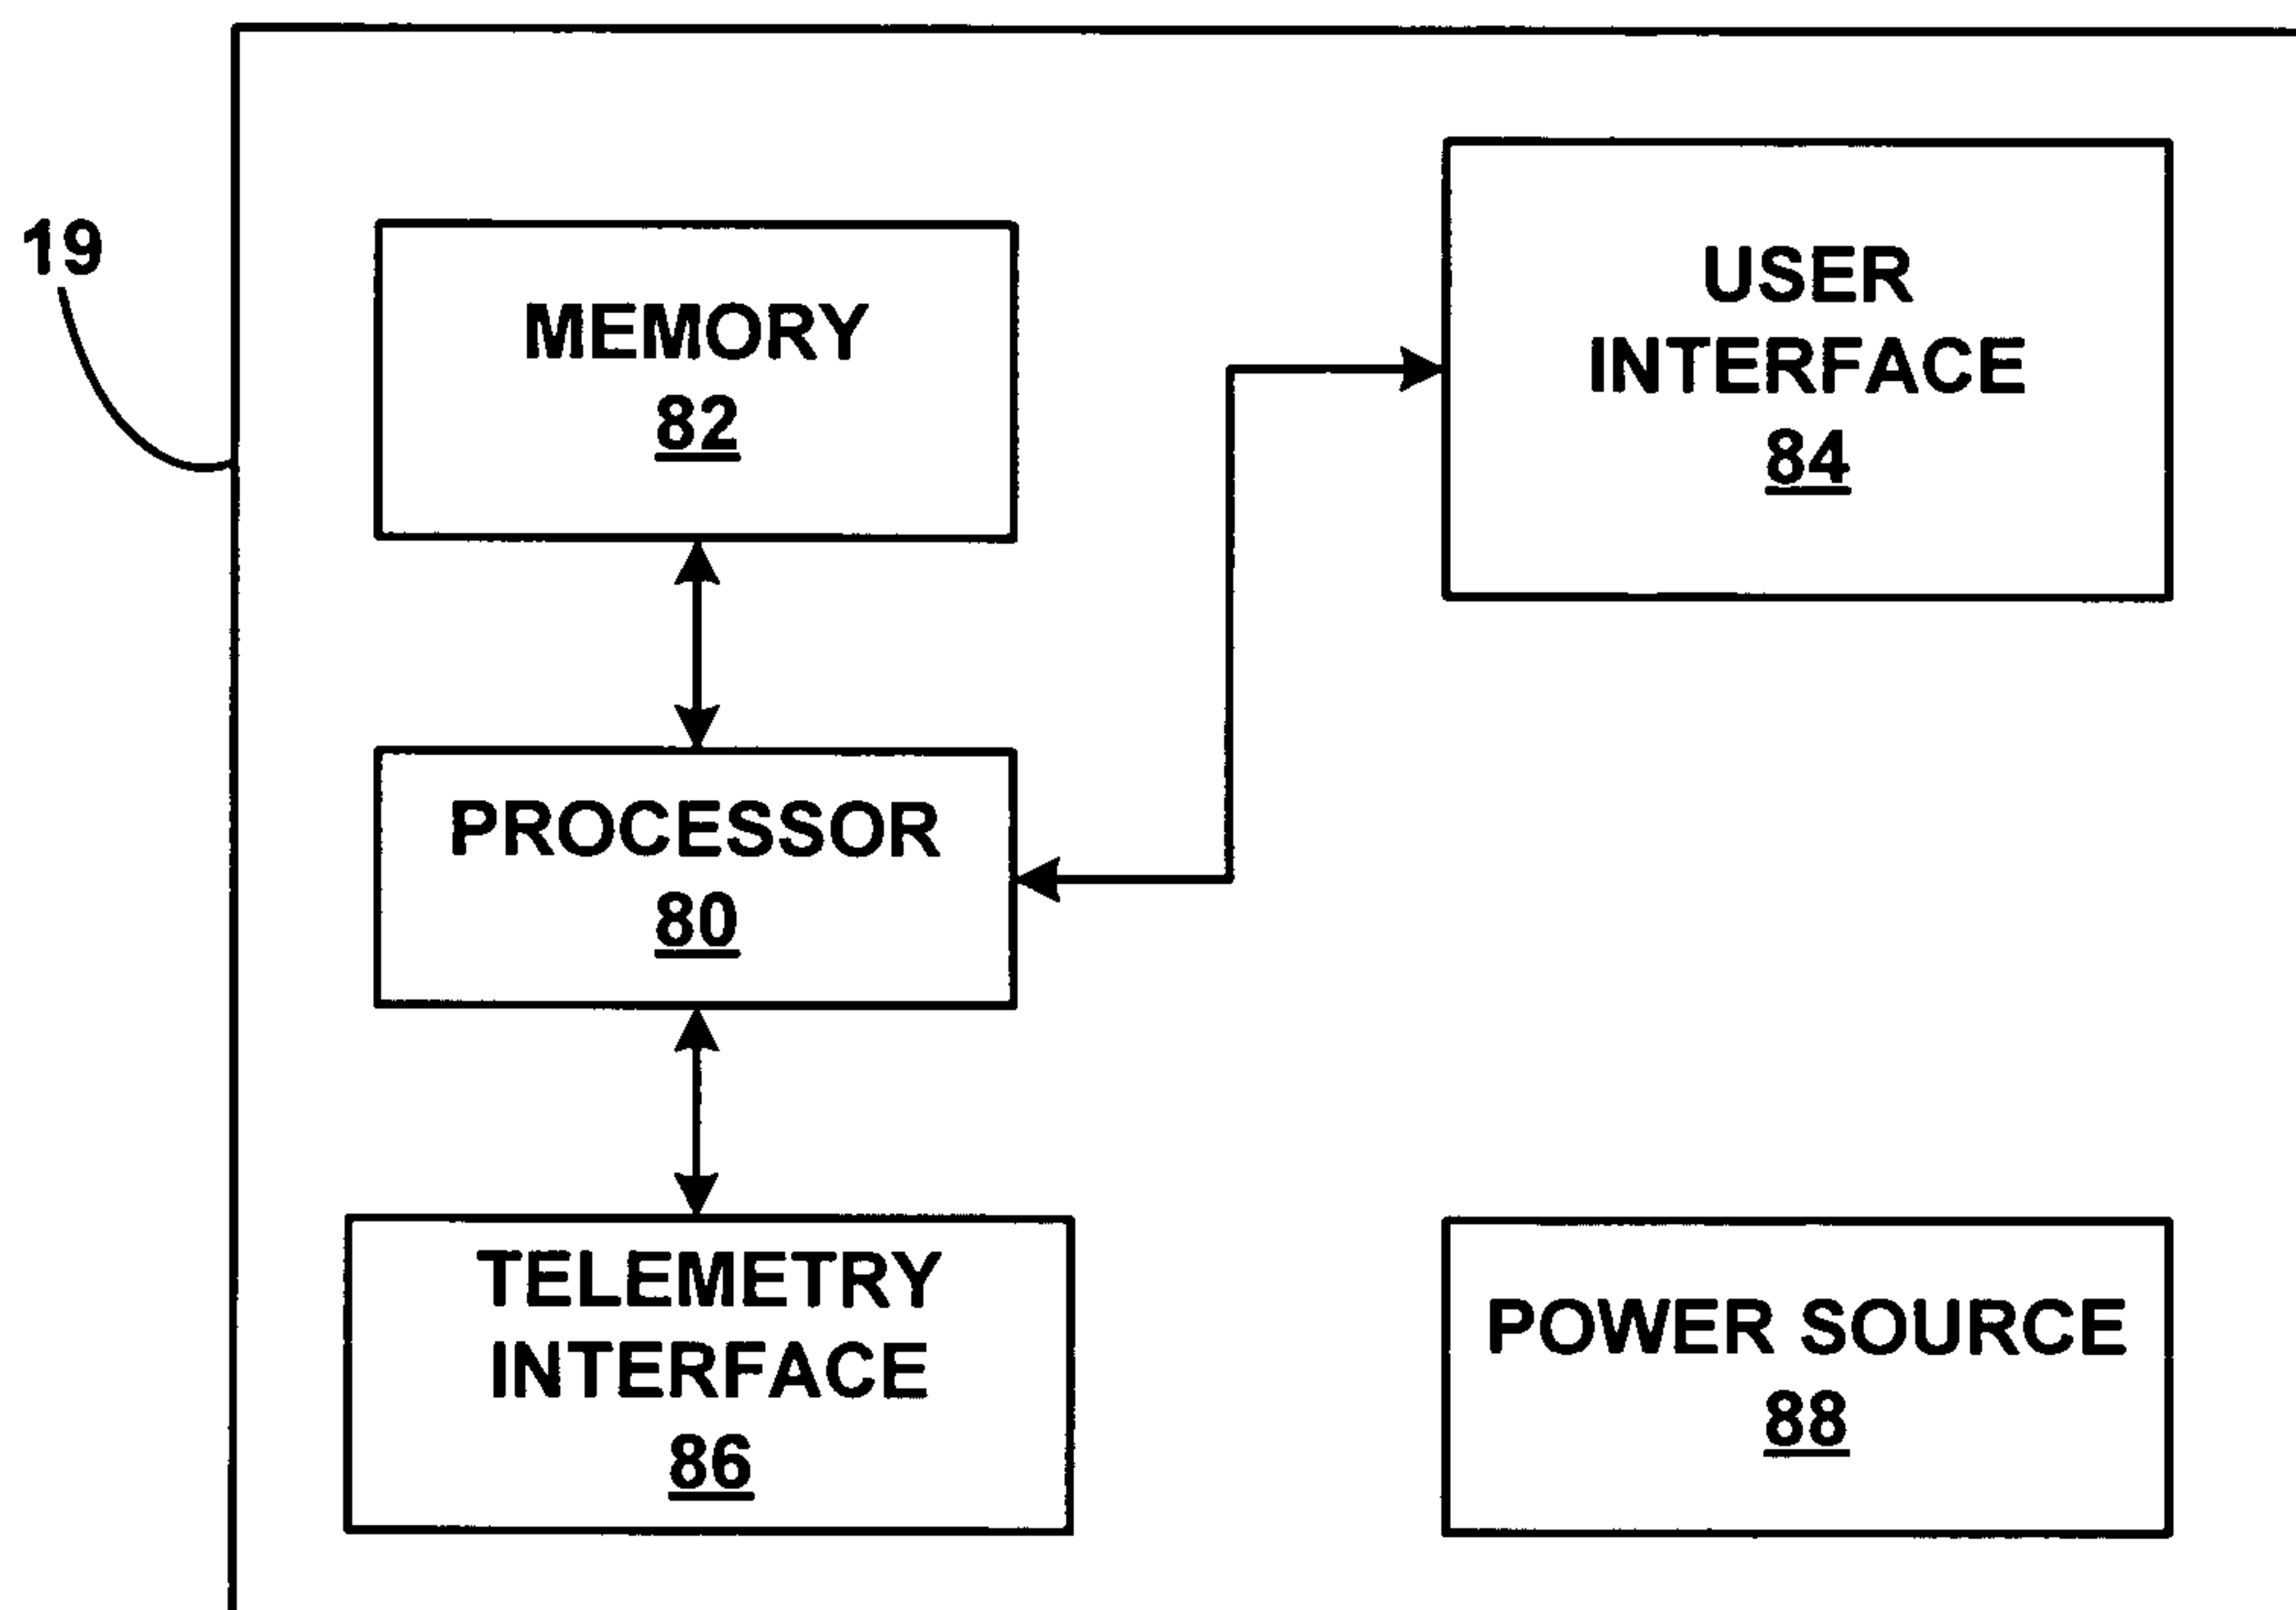 19
MEMORY
82
USER
INTERFACE
84
PROCESSOR
80
TELEMETRY
INTERFACE
86
POWER SOURCE
88